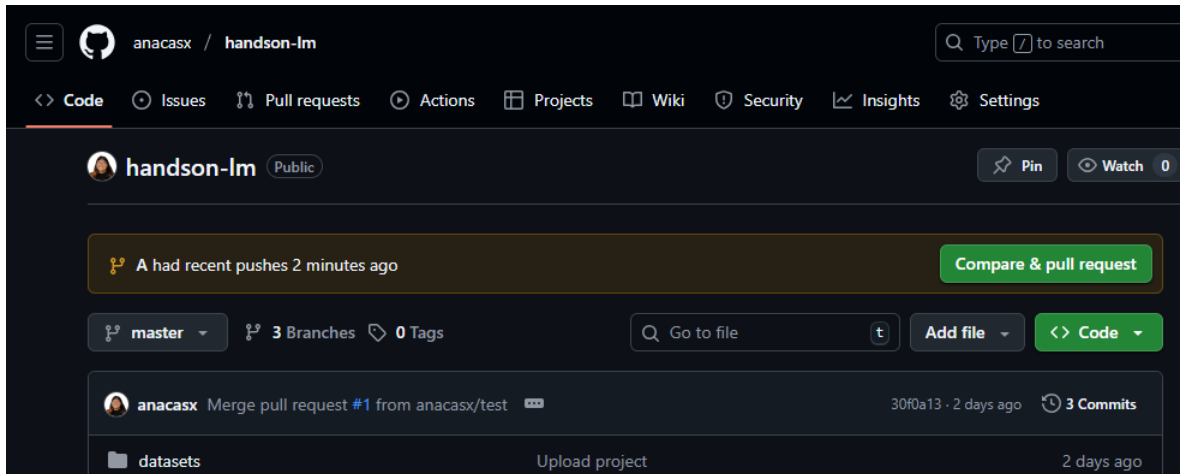 anacasx / handson-lm Type / to search
Code Issues Pull requests Actions Projects Wiki Security Insights Settings
handson-lm Public Pin Watch 0
A had recent pushes 2 minutes ago Compare & pull request
master 3 Branches 0 Tags Go to file t Add file <> Code
anacasx Merge pull request #1 from anacasx/test 30f0a13 · 2 days ago 3 Commits
datasets Upload project 2 days ago